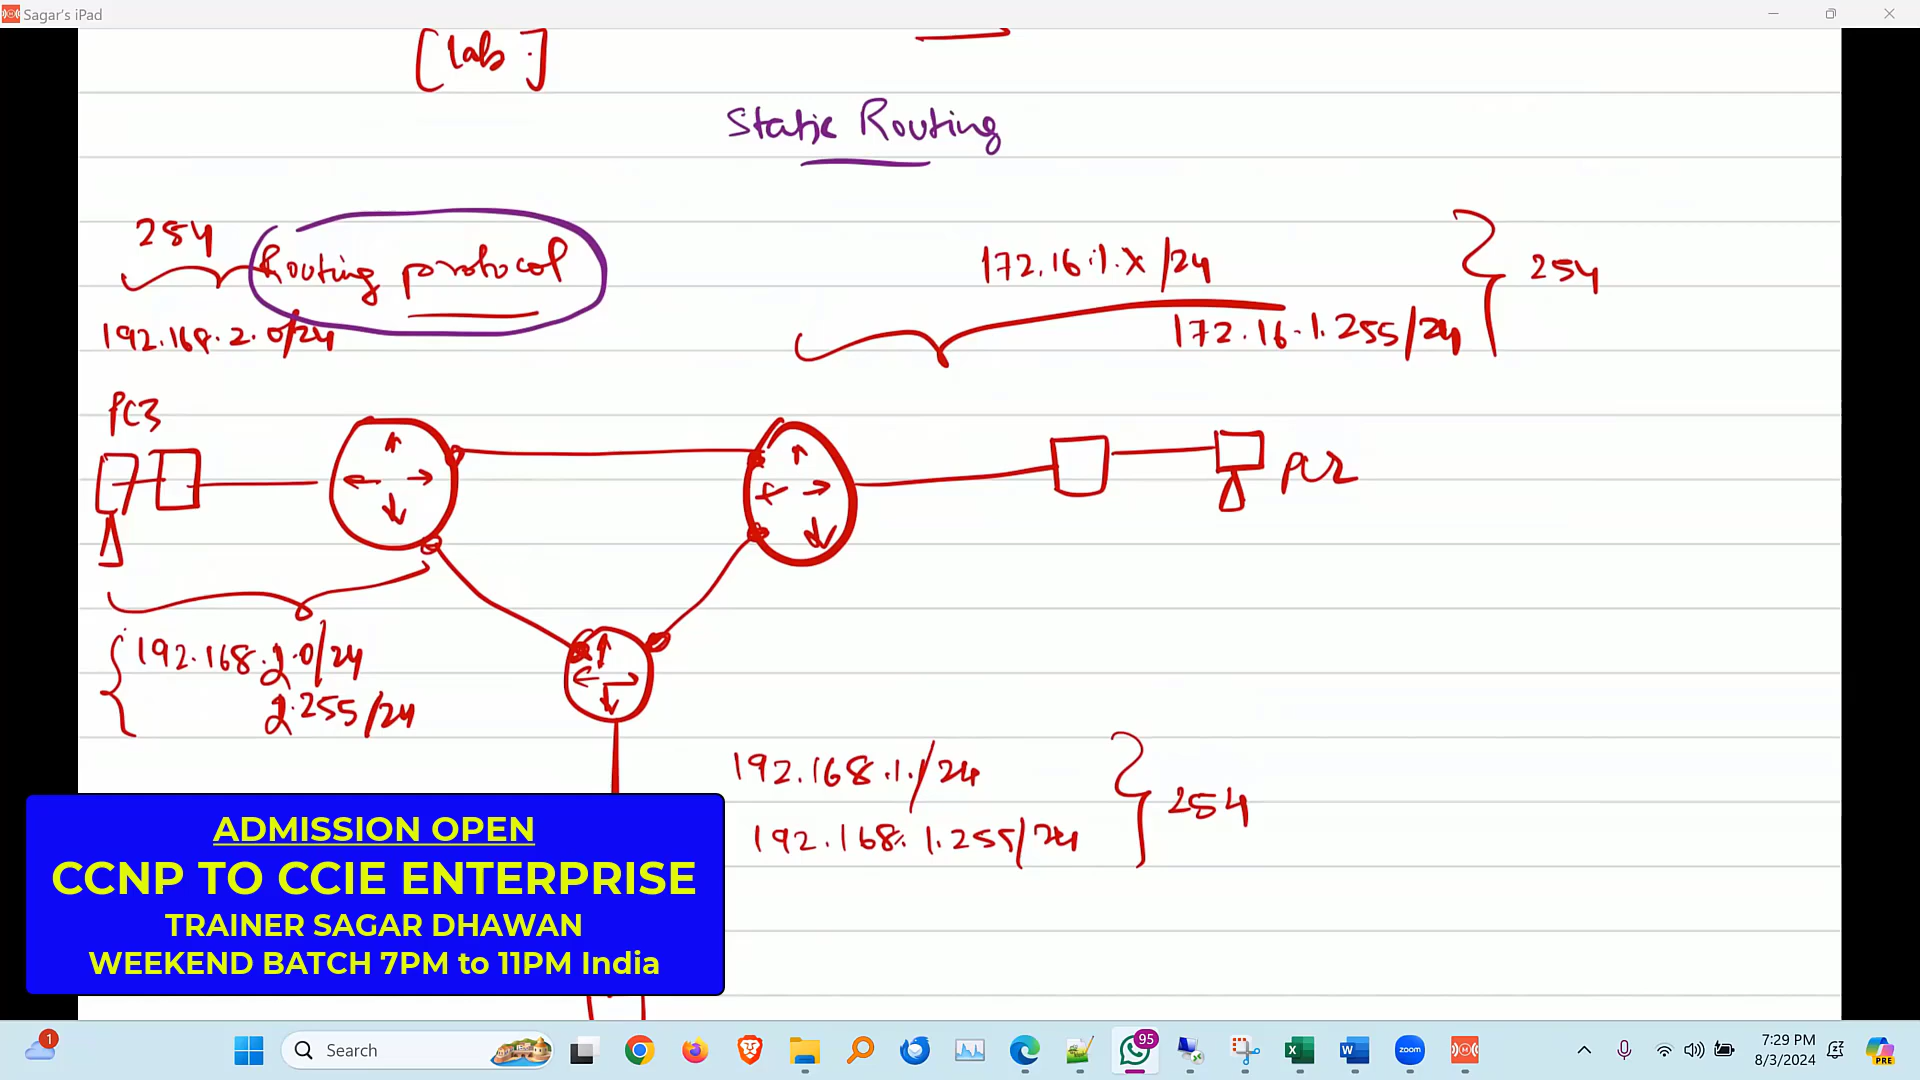 Sagar's iPad
[lab]
Static Routing
254
Routing protocol
192.168.2.0/24
172.16.1.x/24
172.16.1.255/24
254
PC3
PC2
192.168.2.0/24
2.255/24
192.168.1./24
192.168.1.255/24
254
ADMISSION OPEN
CCNP TO CCIE ENTERPRISE
TRAINER SAGAR DHAWAN
WEEKEND BATCH 7PM to 11PM India
1
Search
95
zoom
7:29 PM
8/3/2024
PRE